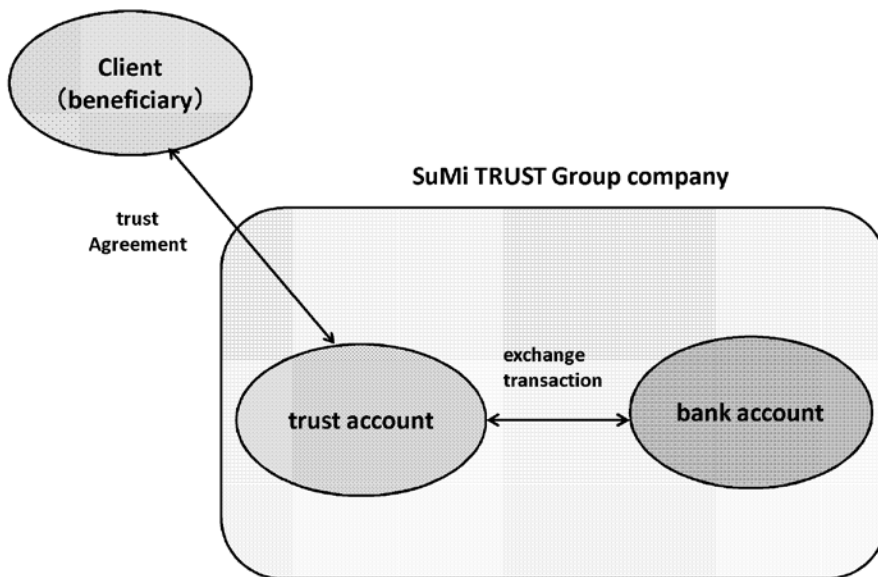 Client
（beneficiary）
SuMi TRUST Group company
trust
Agreement
exchange
transaction
trust account
bank account